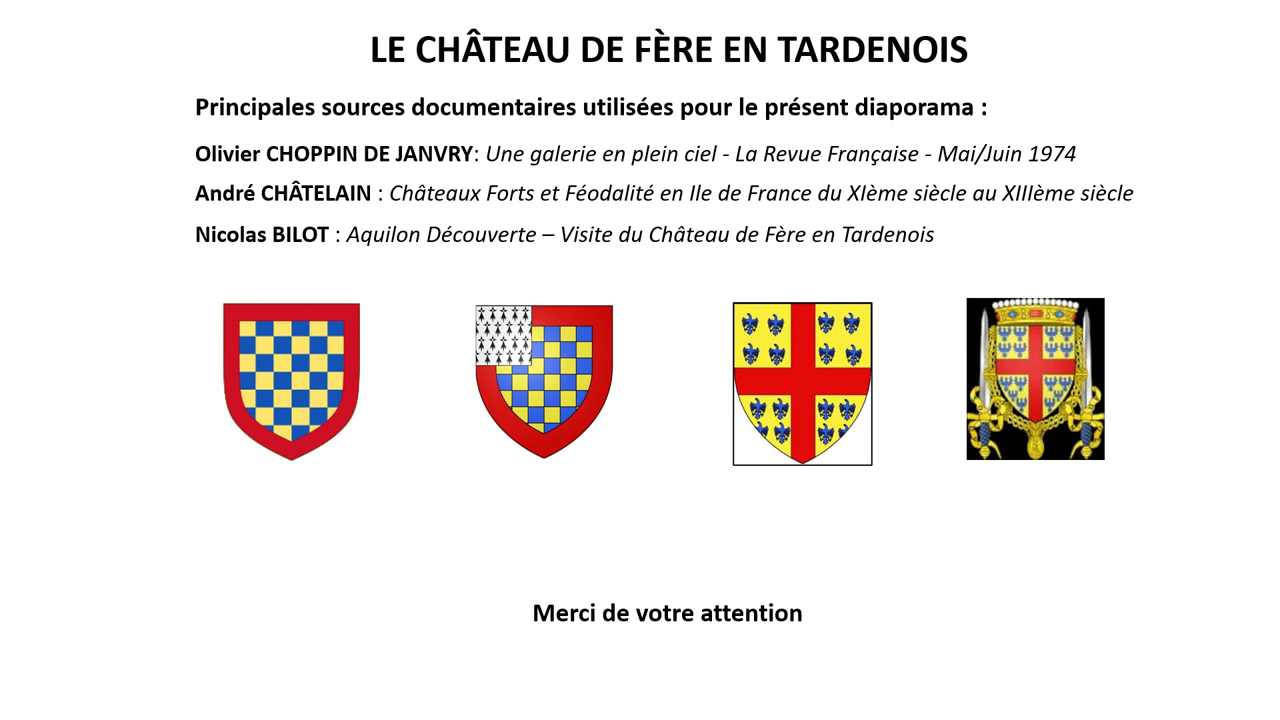 LE CHÂTEAU DE FÈRE EN TARDENOIS
Principales sources documentaires utilisées pour le présent diaporama :
Olivier CHOPPIN DE JANVRY: Une galerie en plein ciel - La Revue Française - Mai/Juin 1974
André CHÂTELAIN : Châteaux Forts et Féodalité en Ile de France du XIème siècle au XIIIème siècle
Nicolas BILOT : Aquilon Découverte – Visite du Château de Fère en Tardenois
Merci de votre attention